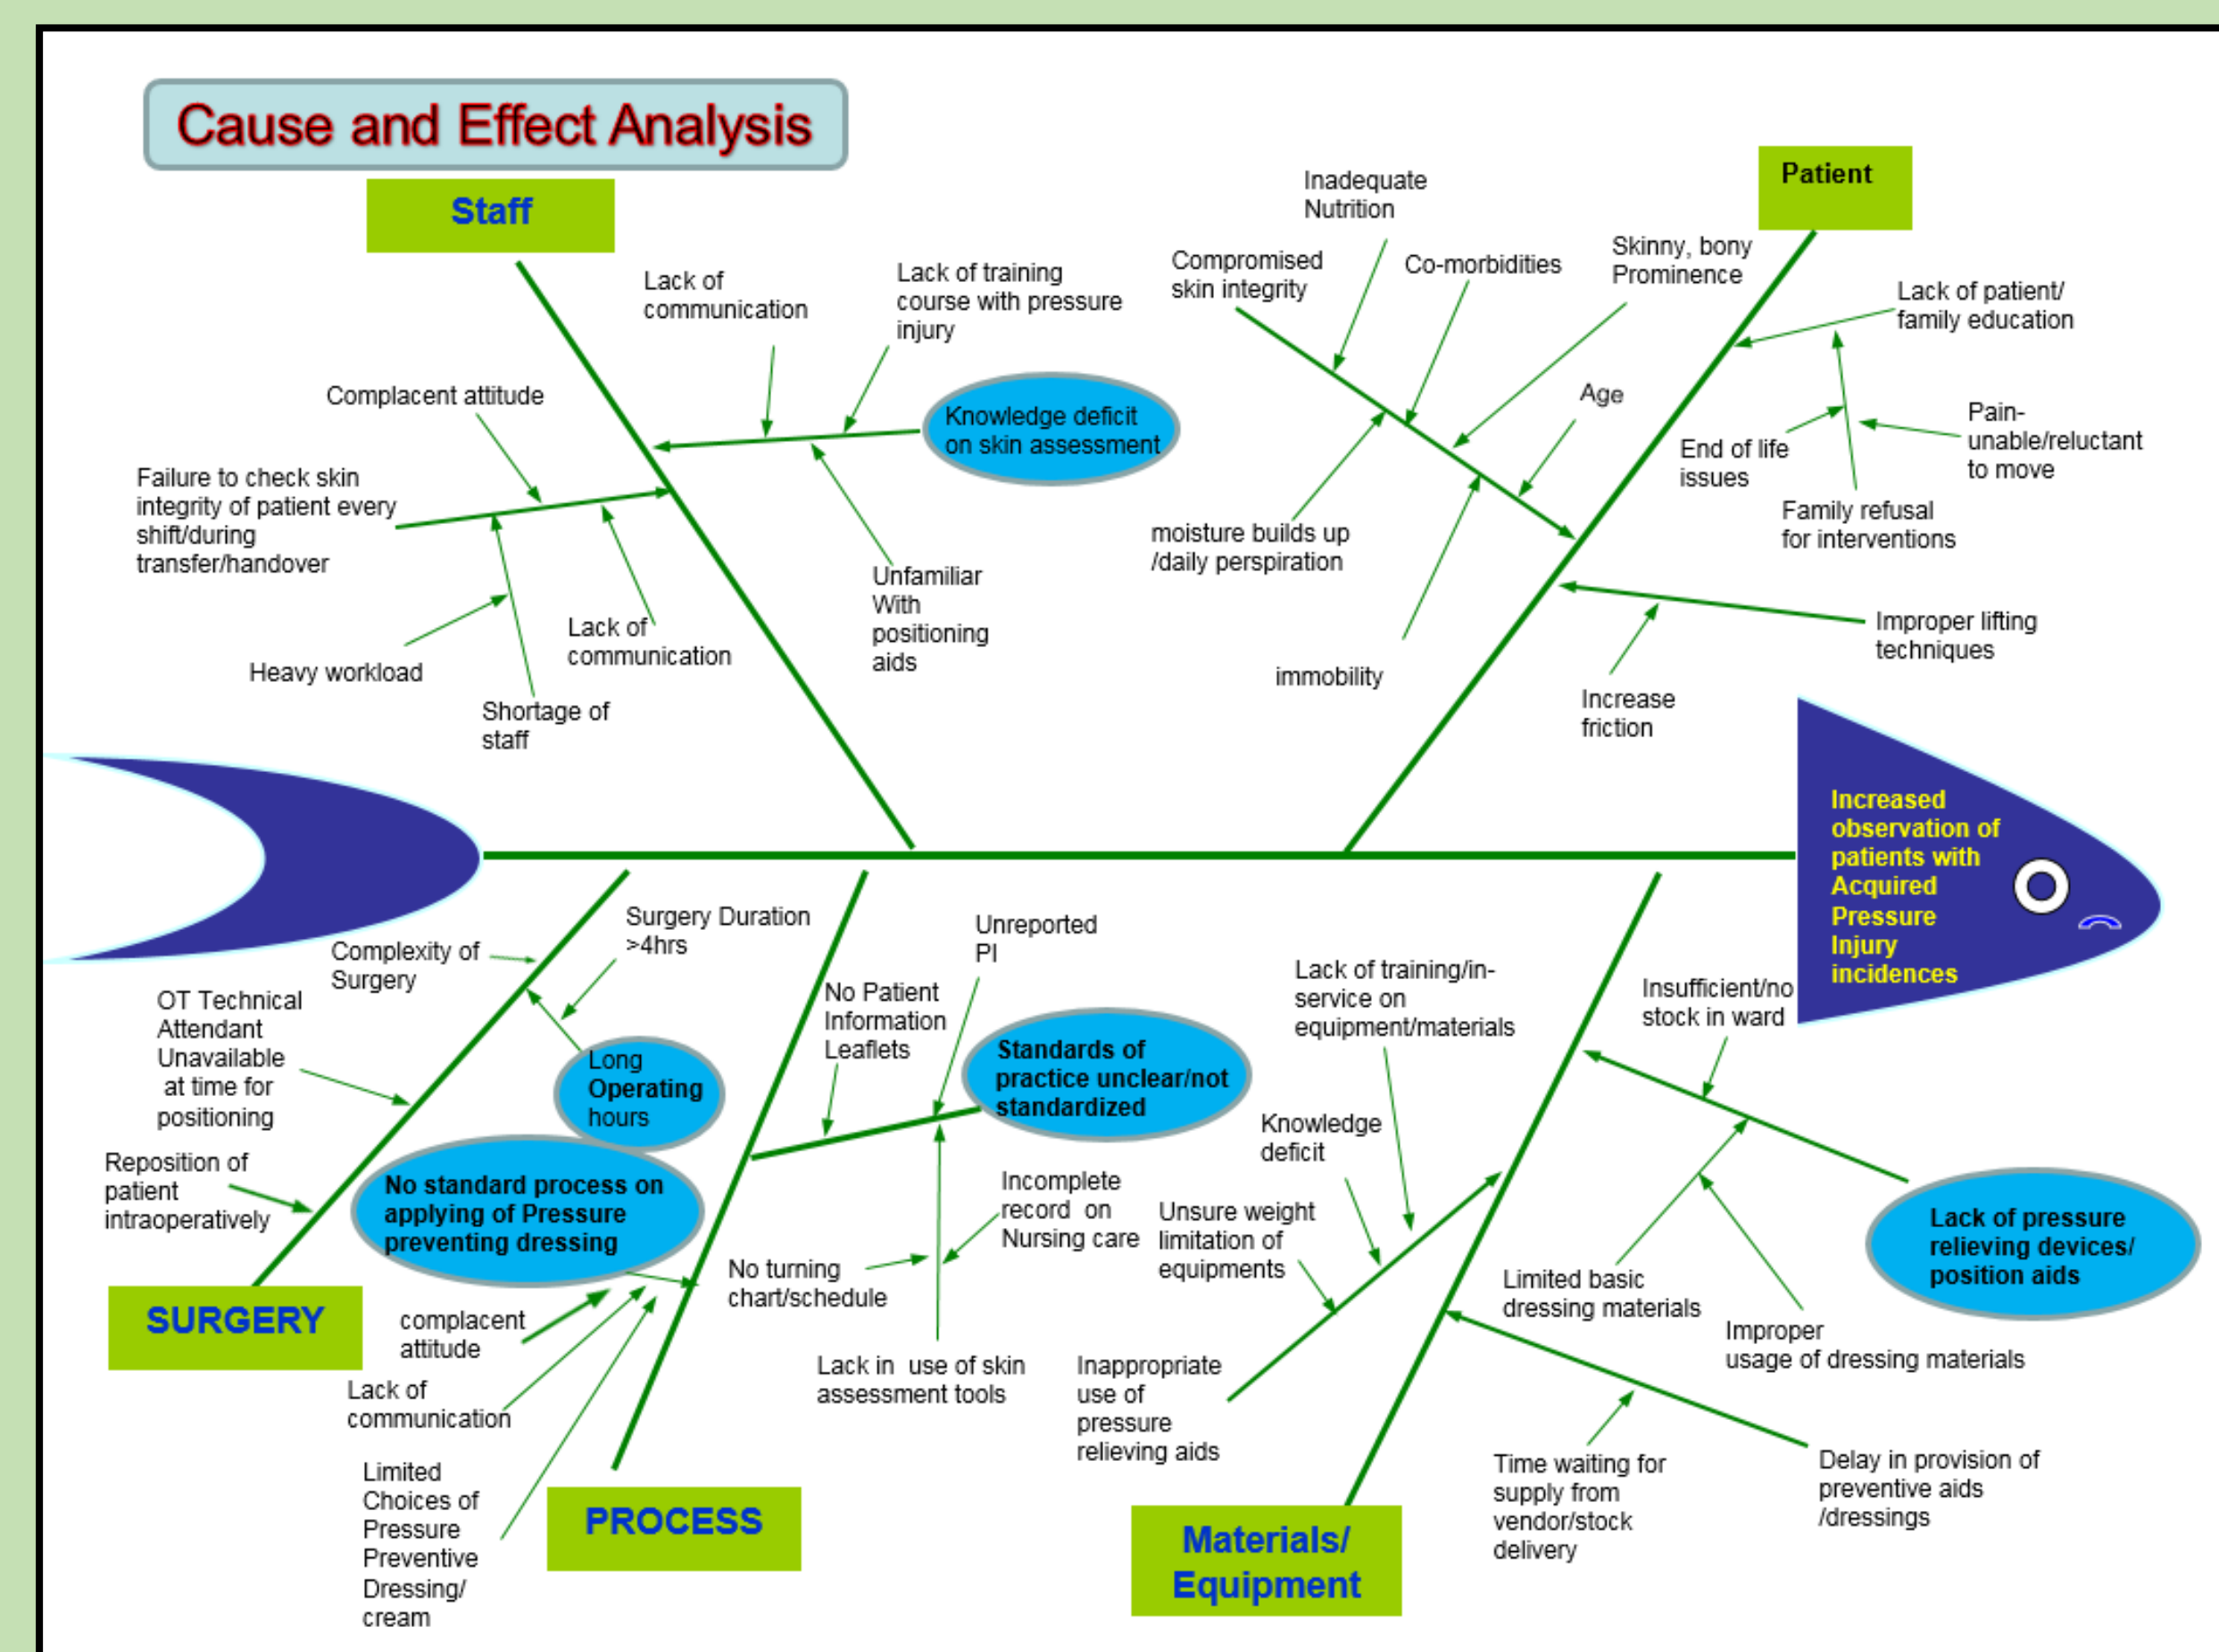 Cause and Effect Analysis
Staff
Patient
Lack of
communication
Lack of training
course with pressure
injury
Complacent attitude
Knowledge deficit
on skin assessment
Failure to check skin
integrity of patient every
shift/during
transfer/handover
Heavy workload
Shortage of
staff
Lack of
communication
Unfamiliar
With
positioning
aids
Inadequate
Nutrition
Compromised
skin integrity
Co-morbidities
Skinny, bony
Prominence
Age
moisture builds up
/daily perspiration
immobility
Lack of patient/
family education
End of life
issues
Pain-
unable/reluctant
to move
Family refusal
for interventions
Improper lifting
techniques
Increase
friction
Increased
observation of
patients with
Acquired
Pressure
Injury
incidences
Complexity of
Surgery
Surgery Duration
>4hrs
OT Technical
Attendant
Unavailable
at time for
positioning
Long
Operating
hours
Reposition of
patient
intraoperatively
SURGERY
No standard process on
applying of Pressure
preventing dressing
complacent
attitude
Lack of
communication
Limited
Choices of
Pressure
Preventive
Dressing/
cream
PROCESS
No Patient
Information
Leaflets
Unreported
PI
Standards of
practice unclear/not
standardized
Incomplete
record on
Nursing care
No turning
chart/schedule
Lack in use of skin
assessment tools
Lack of training/in-
service on
equipment/materials
Knowledge
deficit
Unsure weight
limitation of
equipments
Inappropriate
use of
pressure
relieving aids
Insufficient/no
stock in ward
Lack of pressure
relieving devices/
position aids
Limited basic
dressing materials
Improper
usage of dressing materials
Time waiting for
supply from
vendor/stock
delivery
Delay in provision of
preventive aids
/dressings
Materials/
Equipment